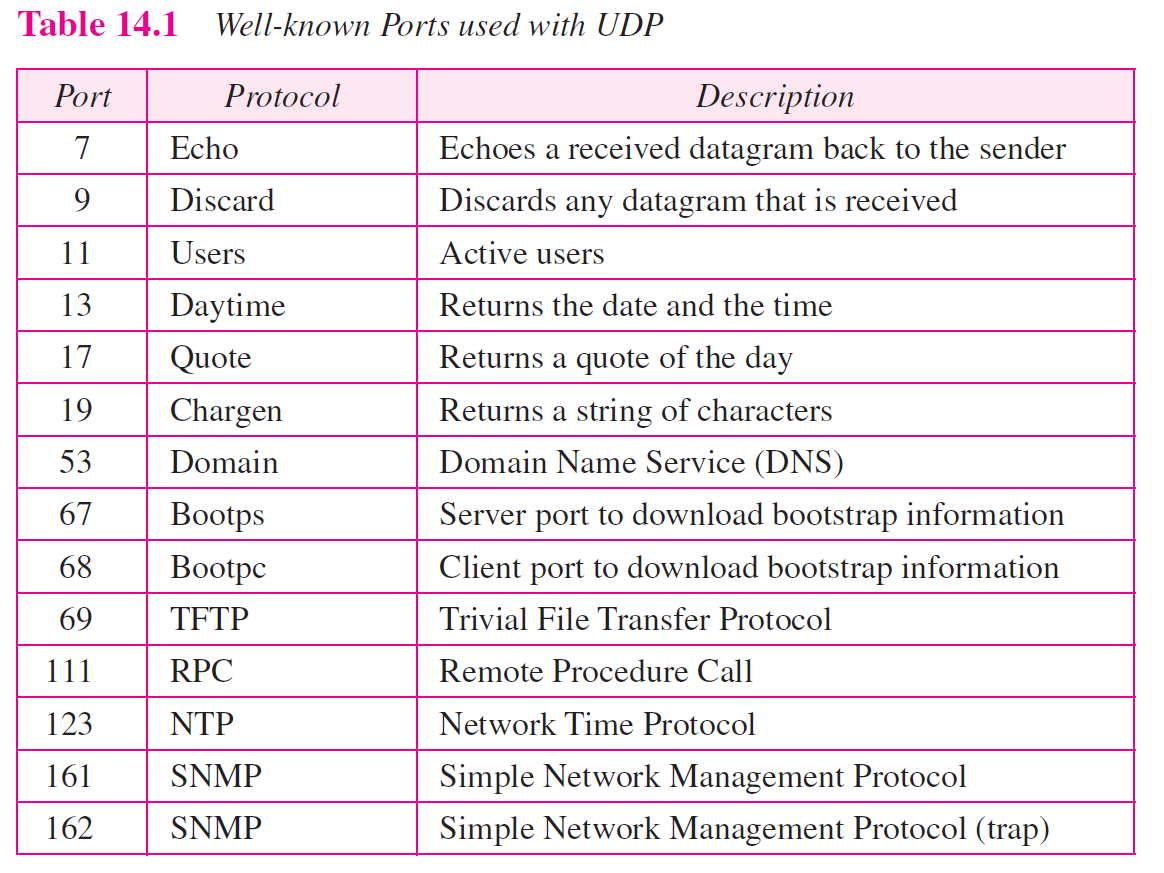 Table 14.1 Well-known Ports used with UDP
Port Protocol Description
7 Echo Echoes a received datagram back to the sender
9 Discard Discards any datagram that is received
11 Users Active users
13 Daytime Returns the date and the time
17 Quote Returns a quote of the day
19 Chargen Returns a string of characters
53 Domain Domain Name Service (DNS)
67 Bootps Server port to download bootstrap information
68 Bootpc Client port to download bootstrap information
69 TFTP Trivial File Transfer Protocol
111 RPC Remote Procedure Call
123 NTP Network Time Protocol
161 SNMP Simple Network Management Protocol
162 SNMP Simple Network Management Protocol (trap)